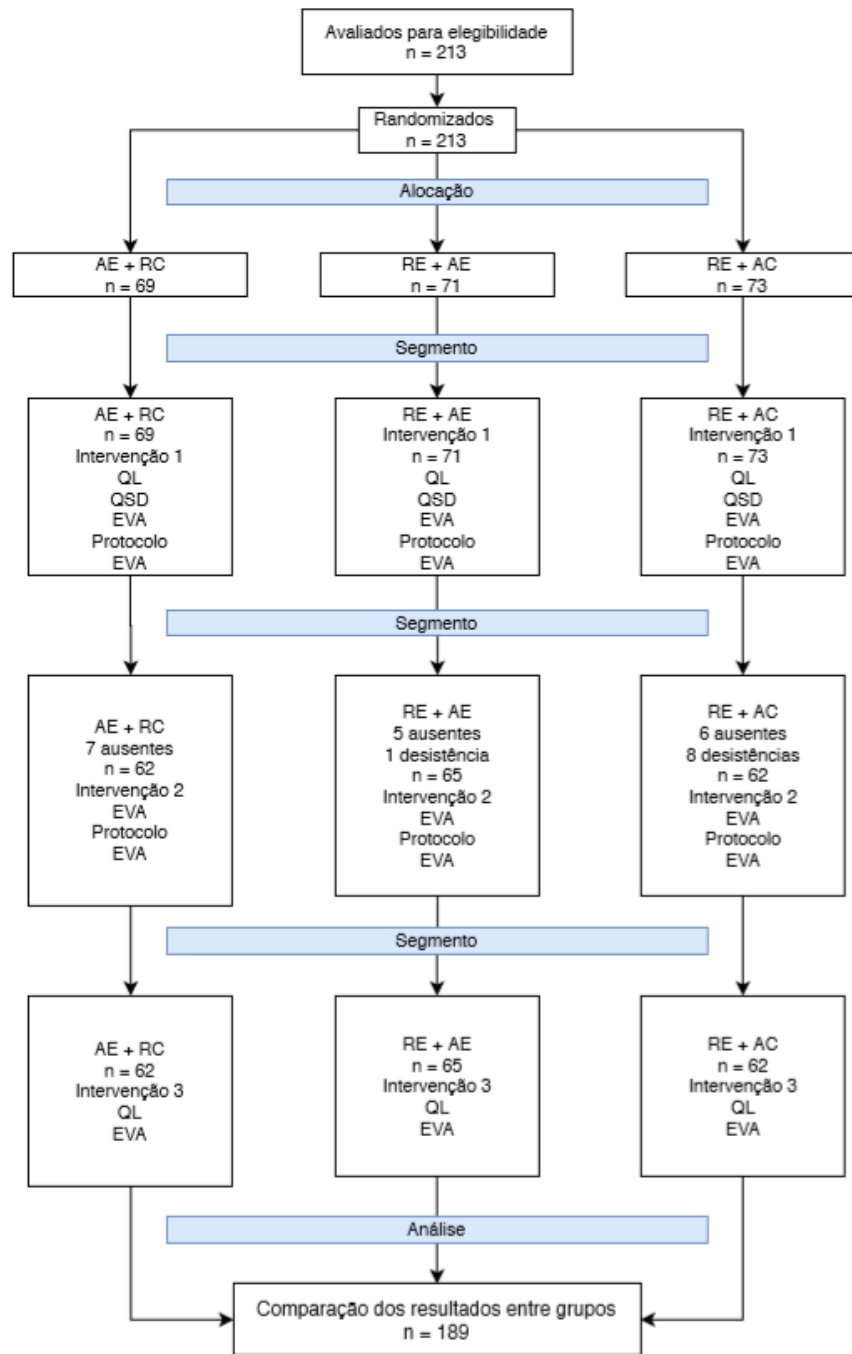 Avaliados para elegibilidade
n = 213
Randomizados
n = 213
Alocação
AE + RC
n = 69
RE + AE
n = 71
RE + AC
n = 73
Segmento
AE + RC
n = 69
Intervenção 1
QL
QSD
EVA
Protocolo
EVA
RE + AE
Intervenção 1
n = 71
QL
QSD
EVA
Protocolo
EVA
RE + AC
Intervenção 1
n = 73
QL
QSD
EVA
Protocolo
EVA
Segmento
AE + RC
7 ausentes
n = 62
Intervenção 2
EVA
Protocolo
EVA
RE + AE
5 ausentes
1 desistência
n = 65
Intervenção 2
EVA
Protocolo
EVA
RE + AC
6 ausentes
8 desistências
n = 62
Intervenção 2
EVA
Protocolo
EVA
Segmento
AE + RC
n = 62
Intervenção 3
QL
EVA
RE + AE
n = 65
Intervenção 3
QL
EVA
RE + AC
n = 62
Intervenção 3
QL
EVA
Análise
Comparação dos resultados entre grupos
n = 189